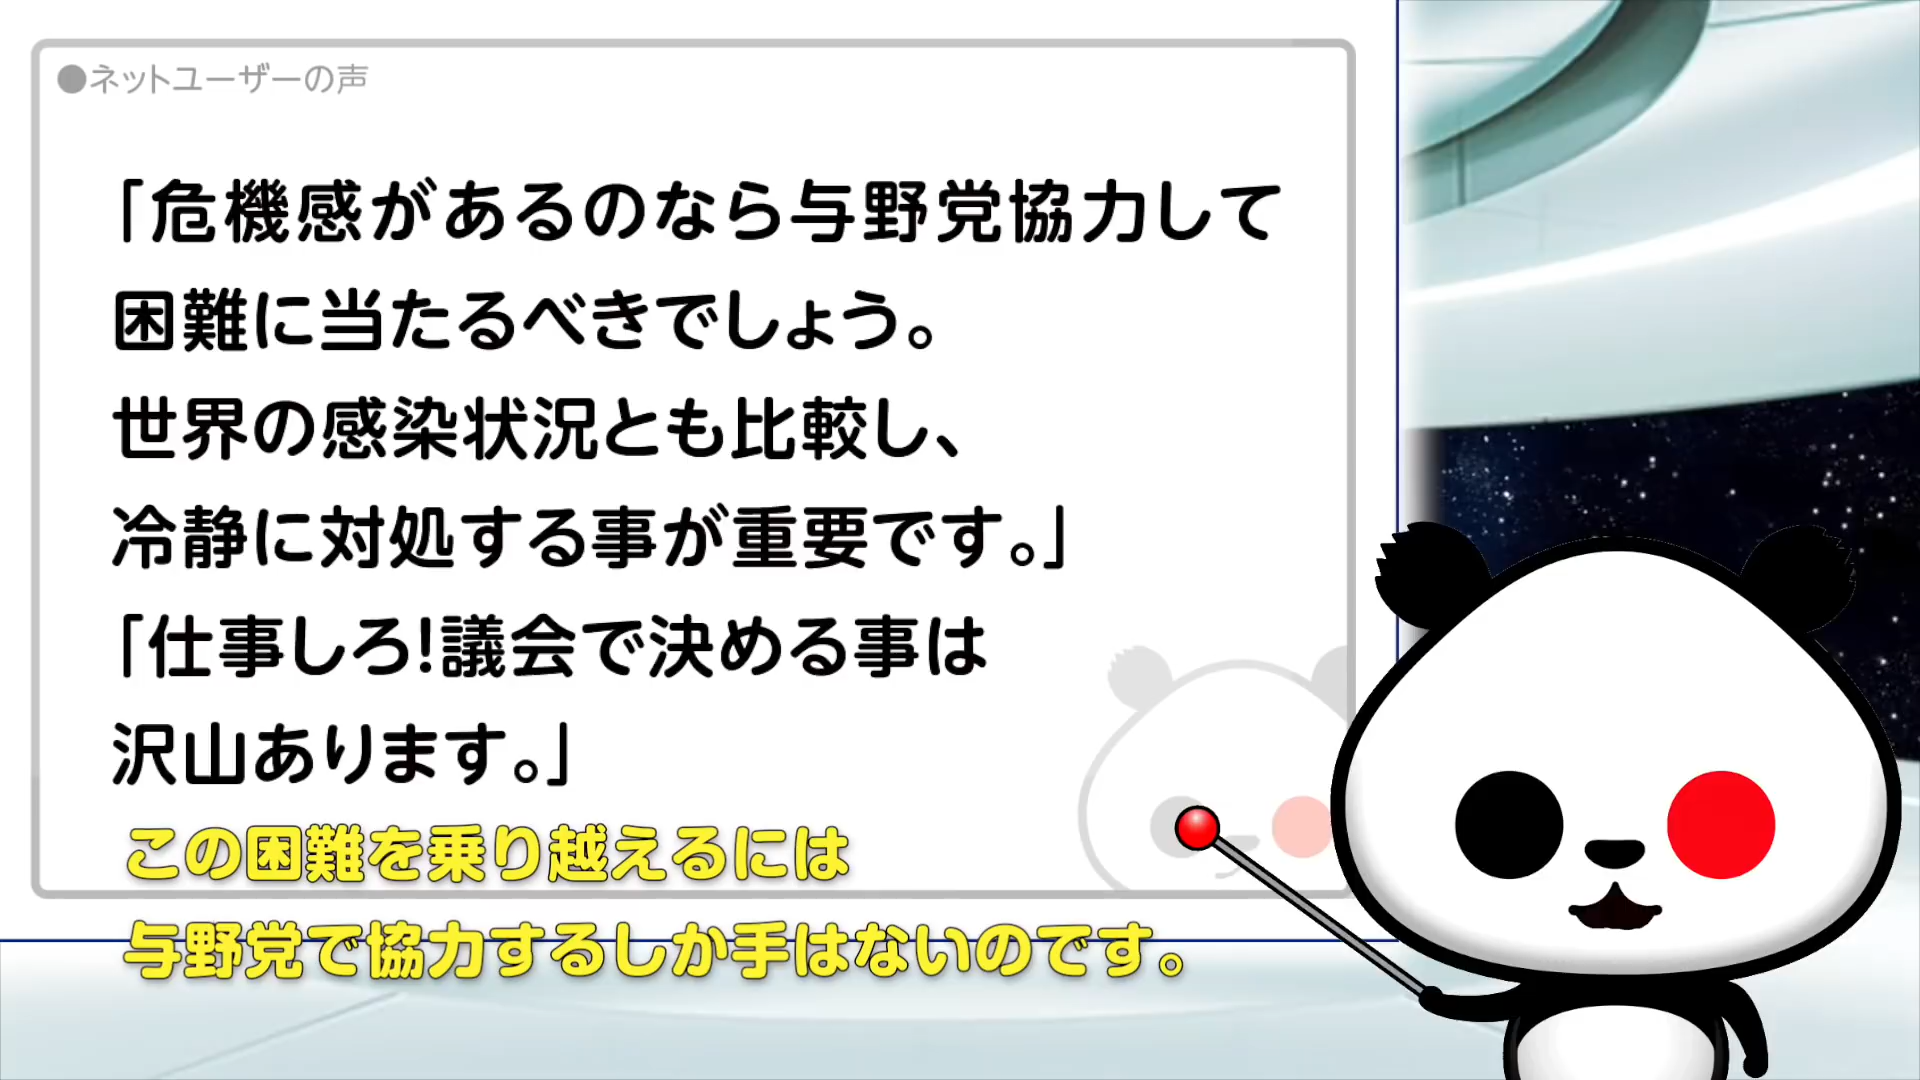 ●ネットユーザーの声
「危機感があるのなら与野党協力して
困難に当たるべきでしょう。
世界の感染状況とも比較し、
冷静に対処する事が重要です。」
「仕事しろ!議会で決める事は
沢山あります。」
この困難を乗り越えるには
与野党で協力するしか手はないのです。